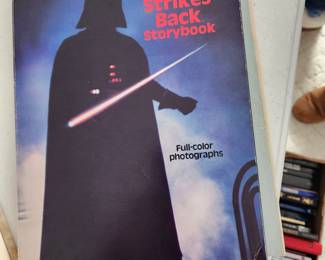 Strikes
Back
Storybook
Full-color
photographs